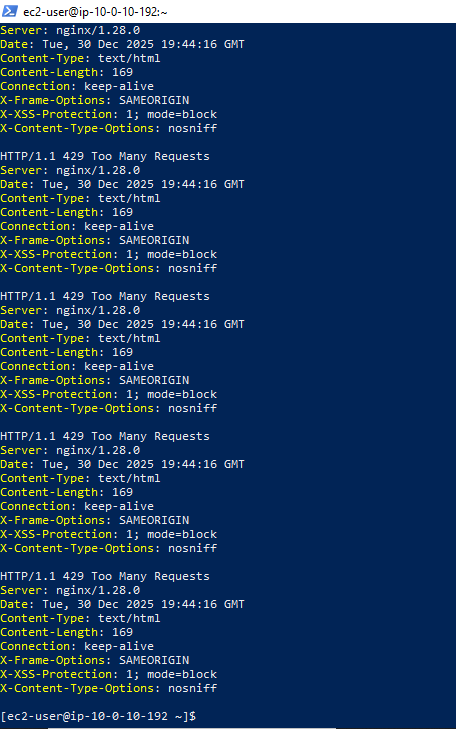 ec2-user@ip-10-0-10-192:~
Server: nginx/1.28.0
Date: Tue, 30 Dec 2025 19:44:16 GMT
Content-Type: text/html
Content-Length: 169
Connection: keep-alive
X-Frame-Options: SAMEORIGIN
X-XSS-Protection: 1; mode=block
X-Content-Type-Options: nosniff

HTTP/1.1 429 Too Many Requests
Server: nginx/1.28.0
Date: Tue, 30 Dec 2025 19:44:16 GMT
Content-Type: text/html
Content-Length: 169
Connection: keep-alive
X-Frame-Options: SAMEORIGIN
X-XSS-Protection: 1; mode=block
X-Content-Type-Options: nosniff

HTTP/1.1 429 Too Many Requests
Server: nginx/1.28.0
Date: Tue, 30 Dec 2025 19:44:16 GMT
Content-Type: text/html
Content-Length: 169
Connection: keep-alive
X-Frame-Options: SAMEORIGIN
X-XSS-Protection: 1; mode=block
X-Content-Type-Options: nosniff

HTTP/1.1 429 Too Many Requests
Server: nginx/1.28.0
Date: Tue, 30 Dec 2025 19:44:16 GMT
Content-Type: text/html
Content-Length: 169
Connection: keep-alive
X-Frame-Options: SAMEORIGIN
X-XSS-Protection: 1; mode=block
X-Content-Type-Options: nosniff

HTTP/1.1 429 Too Many Requests
Server: nginx/1.28.0
Date: Tue, 30 Dec 2025 19:44:16 GMT
Content-Type: text/html
Content-Length: 169
Connection: keep-alive
X-Frame-Options: SAMEORIGIN
X-XSS-Protection: 1; mode=block
X-Content-Type-Options: nosniff

[ec2-user@ip-10-0-10-192 ~]$